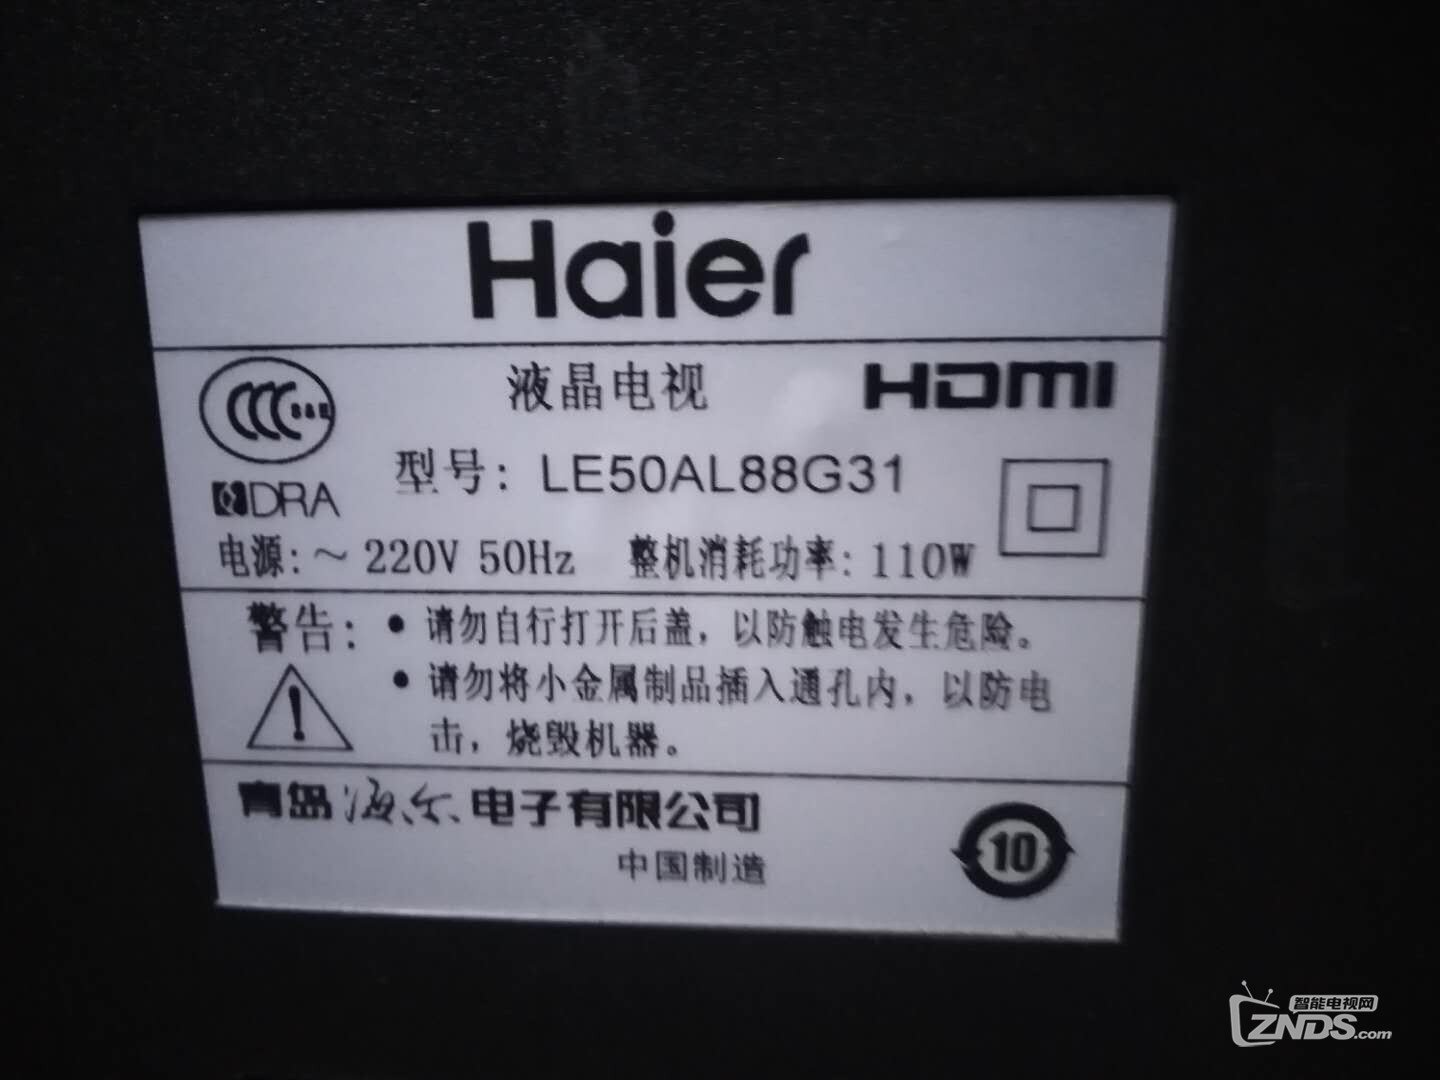 Haier
液晶电视 HDMI
CCC S&E
型号: LE50AL88G31
DRA
电源: ~ 220V 50Hz 整机消耗功率: 110W
警告: • 请勿自行打开后盖，以防触电发生危险。
• 请勿将小金属制品插入通孔内，以防电
击，烧毁机器。
青岛海尔电子有限公司
中国制造
10
智能电视网
ZNDS.com